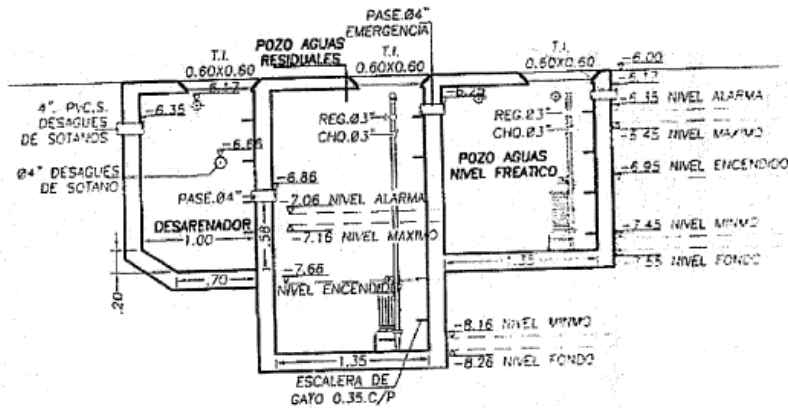 PASE.Ø4"
EMERGENCIA
T.I.
0.60X0.60
POZO AGUAS
RESIDUALES
T.I.
0.60X0.60
T.I.
0.60X0.60
-6.00
-6.17
4". PVC.S.
DESAGUES
DE SOTANOS
-6.35
-6.17
-6.25
-6.35 NIVEL ALARMA
REG.Ø3"
CHQ.Ø3"
REG.Ø3"
CHQ.Ø3"
-6.45 NIVEL MAXIMO
Ø4" DESAGUES
DE SOTANO
-6.66
POZO AGUAS
NIVEL FREATICO
-6.95 NIVEL ENCENDIDO
PASE.Ø4"
-6.86
-7.06 NIVEL ALARMA
DESARENADOR
1.00
.58
-7.16 NIVEL MAXIMO
-7.45 NIVEL MINMO
-7.66
NIVEL ENCENDIDO
1.35
-7.55 NIVEL FONDO
.20
.70
-8.16 NIVEL MINMO
1.35
-8.26 NIVEL FONDO
ESCALERA DE
GATO 0.35.C/P